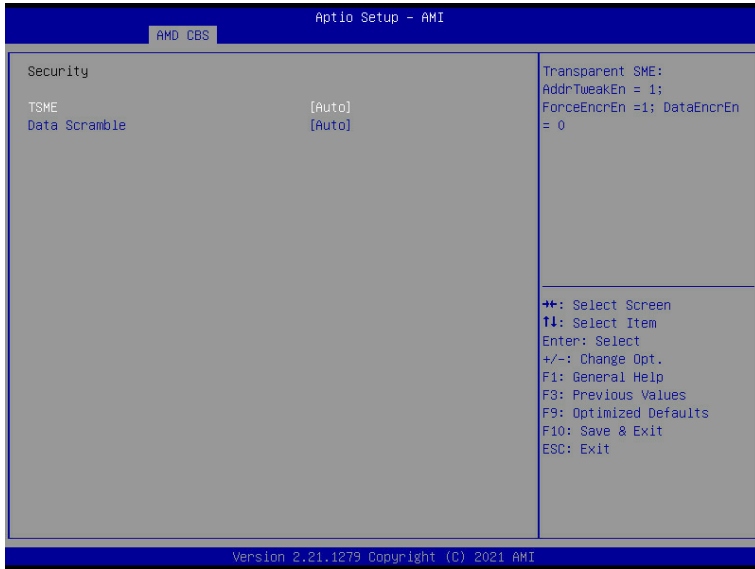 Aptio Setup - AMI
AMD CBS
Security
TSME [Auto]
Data Scramble [Auto]
Transparent SME:
AddrTweakEn = 1;
ForceEncrEn =1; DataEncrEn
= 0
→←: Select Screen
↑↓: Select Item
Enter: Select
+/-: Change Opt.
F1: General Help
F3: Previous Values
F9: Optimized Defaults
F10: Save & Exit
ESC: Exit
Version 2.21.1279 Copyright (C) 2021 AMI